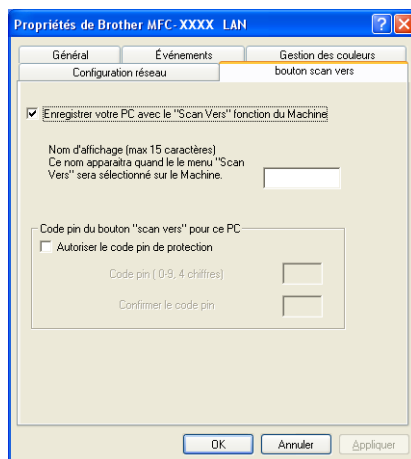 Propriétés de Brother MFC-XXXX LAN
Général
Événements
Gestion des couleurs
Configuration réseau
bouton scan vers
Enregistrer votre PC avec le "Scan Vers" fonction du Machine
Nom d'affichage (max 15 caractères)
Ce nom apparaitra quand le le menu "Scan
Vers" sera sélectionné sur le Machine.
Code pin du bouton "scan vers" pour ce PC
Autoriser le code pin de protection
Code pin ( 0-9, 4 chiffres)
Confirmer le code pin
OK
Annuler
Appliquer